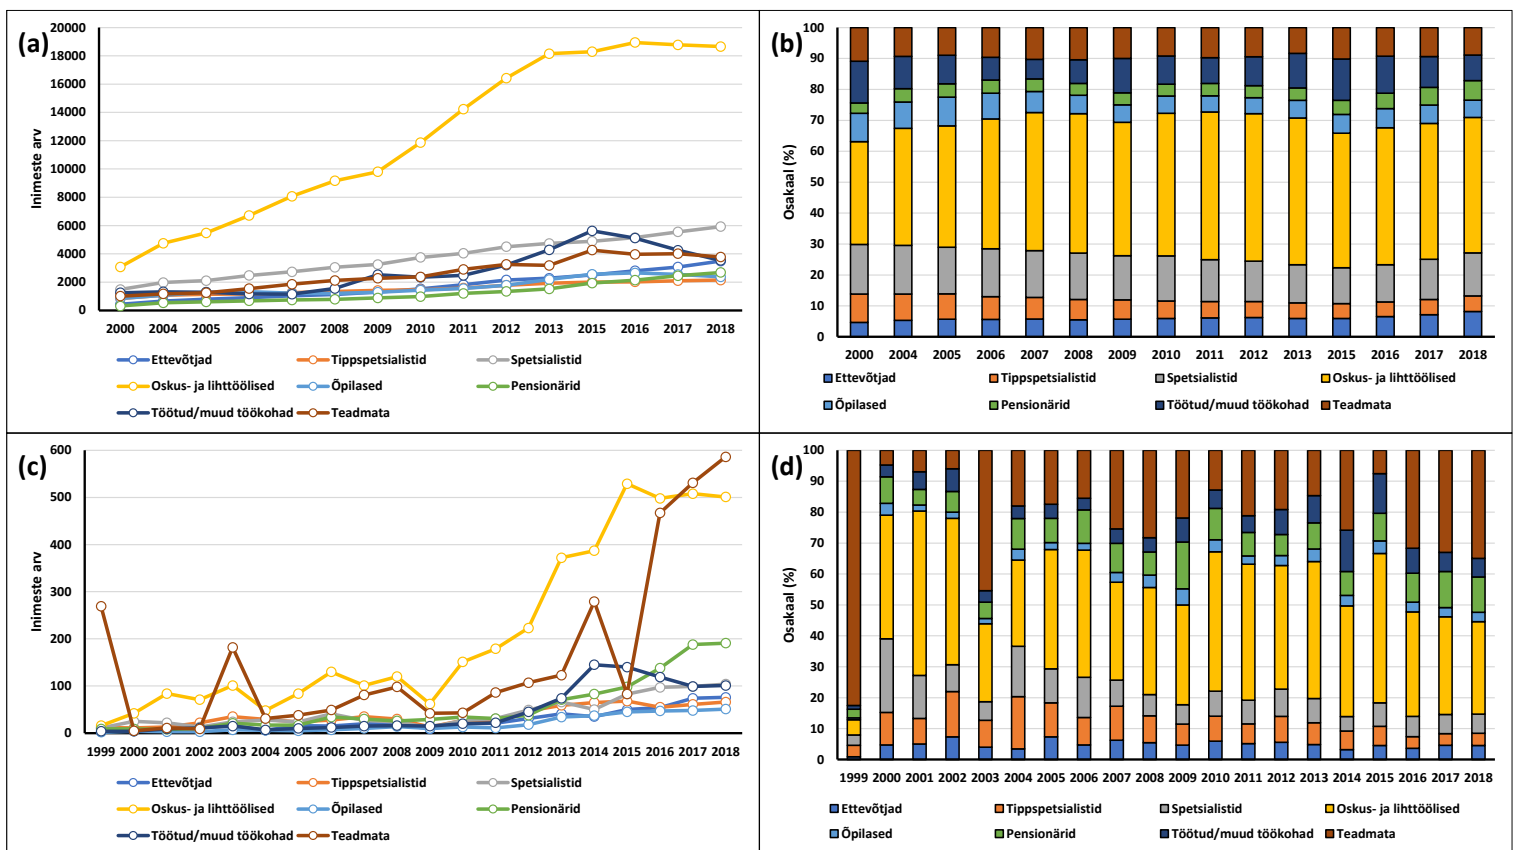 (a)
Inimeste arv
20000
18000
16000
14000
12000
10000
8000
6000
4000
2000
0
2000 2004 2005 2006 2007 2008 2009 2010 2011 2012 2013 2015 2016 2017 2018
Ettevõtjad Tippspetsialistid Spetsialistid
Oskus- ja lihttöölised Õpilased Pensionärid
Töötud/muud töökohad Teadmata
(b)
Osakaal (%)
100
90
80
70
60
50
40
30
20
10
0
2000 2004 2005 2006 2007 2008 2009 2010 2011 2012 2013 2015 2016 2017 2018
Ettevõtjad Tippspetsialistid Spetsialistid Oskus- ja lihttöölised
Õpilased Pensionärid Töötud/muud töökohad Teadmata
(c)
Inimeste arv
600
500
400
300
200
100
0
1999 2000 2001 2002 2003 2004 2005 2006 2007 2008 2009 2010 2011 2012 2013 2014 2015 2016 2017 2018
Ettevõtjad Tippspetsialistid Spetsialistid
Oskus- ja lihttöölised Õpilased Pensionärid
Töötud/muud töökohad Teadmata
(d)
Osakaal (%)
100
90
80
70
60
50
40
30
20
10
0
1999 2000 2001 2002 2003 2004 2005 2006 2007 2008 2009 2010 2011 2012 2013 2014 2015 2016 2017 2018
Ettevõtjad Tippspetsialistid Spetsialistid Oskus- ja lihttöölised
Õpilased Pensionärid Töötud/muud töökohad Teadmata